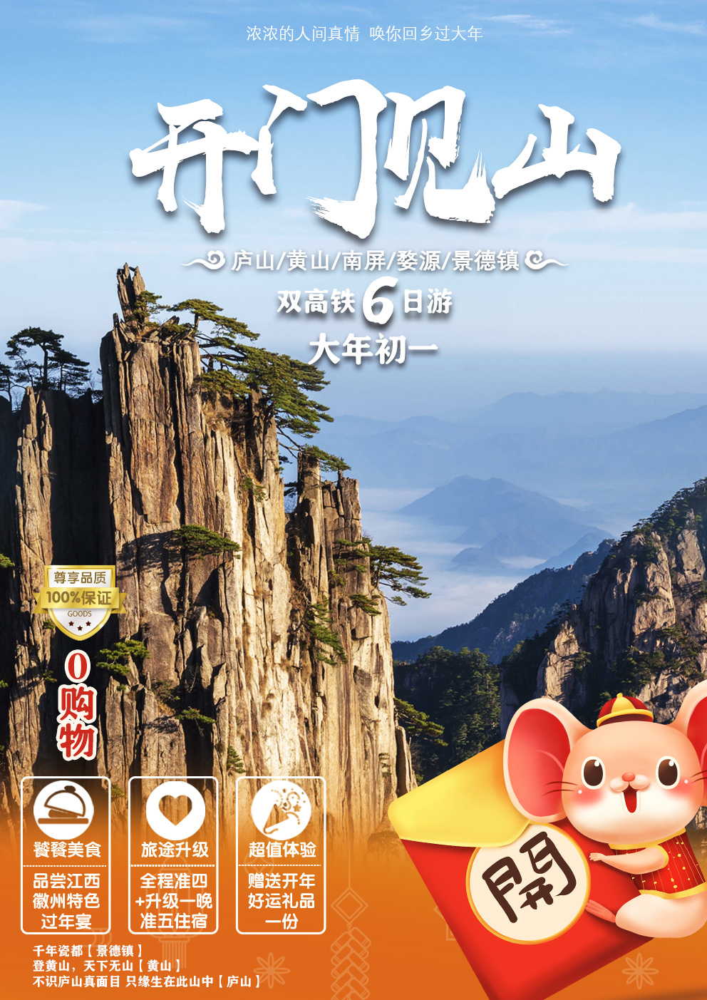 浓浓的人间真情 唤你回乡过大年
开门见山
庐山/黄山/南屏/婺源/景德镇
双高铁6日游
大年初一
尊享品质
100%保证
GOODS
0
购
物
饕餮美食
品尝江西
徽州特色
过年宴
旅途升级
全程准四
+升级一晚
准五住宿
超值体验
赠送开年
好运礼品
一份
開
千年瓷都【景德镇】
登黄山，天下无山【黄山】
不识庐山真面目 只缘生在此山中【庐山】